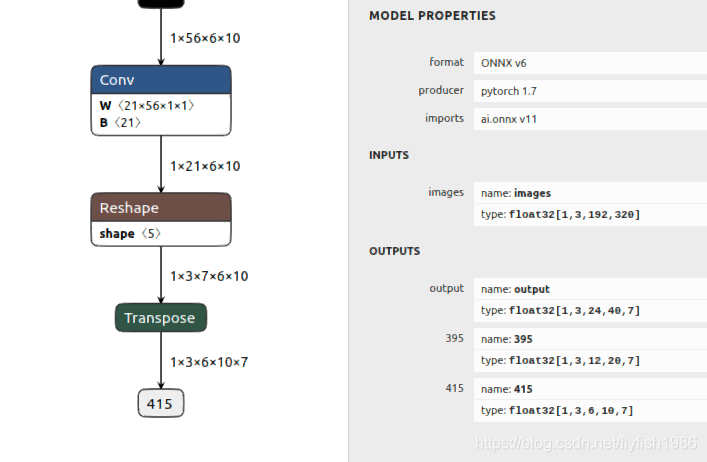 1×56×6×10
Conv
W〈21×56×1×1〉
B〈21〉
1×21×6×10
Reshape
shape〈5〉
1×3×7×6×10
Transpose
1×3×6×10×7
415
MODEL PROPERTIES
format ONNX v6
producer pytorch 1.7
imports ai.onnx v11
INPUTS
images name: images
type: float32[1,3,192,320]
OUTPUTS
output name: output
type: float32[1,3,24,40,7]
395 name: 395
type: float32[1,3,12,20,7]
415 name: 415
type: float32[1,3,6,10,7]
https://blog.csdn.net/flyfish1986